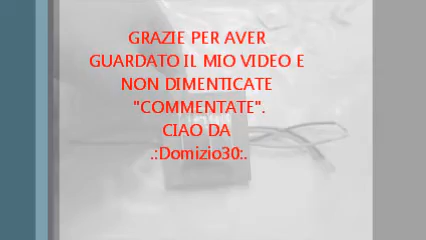 GRAZIE PER AVER
GUARDATO IL MIO VIDEO E
NON DIMENTICATE
"COMMENTATE".
CIAO DA
.:Domizio30:.